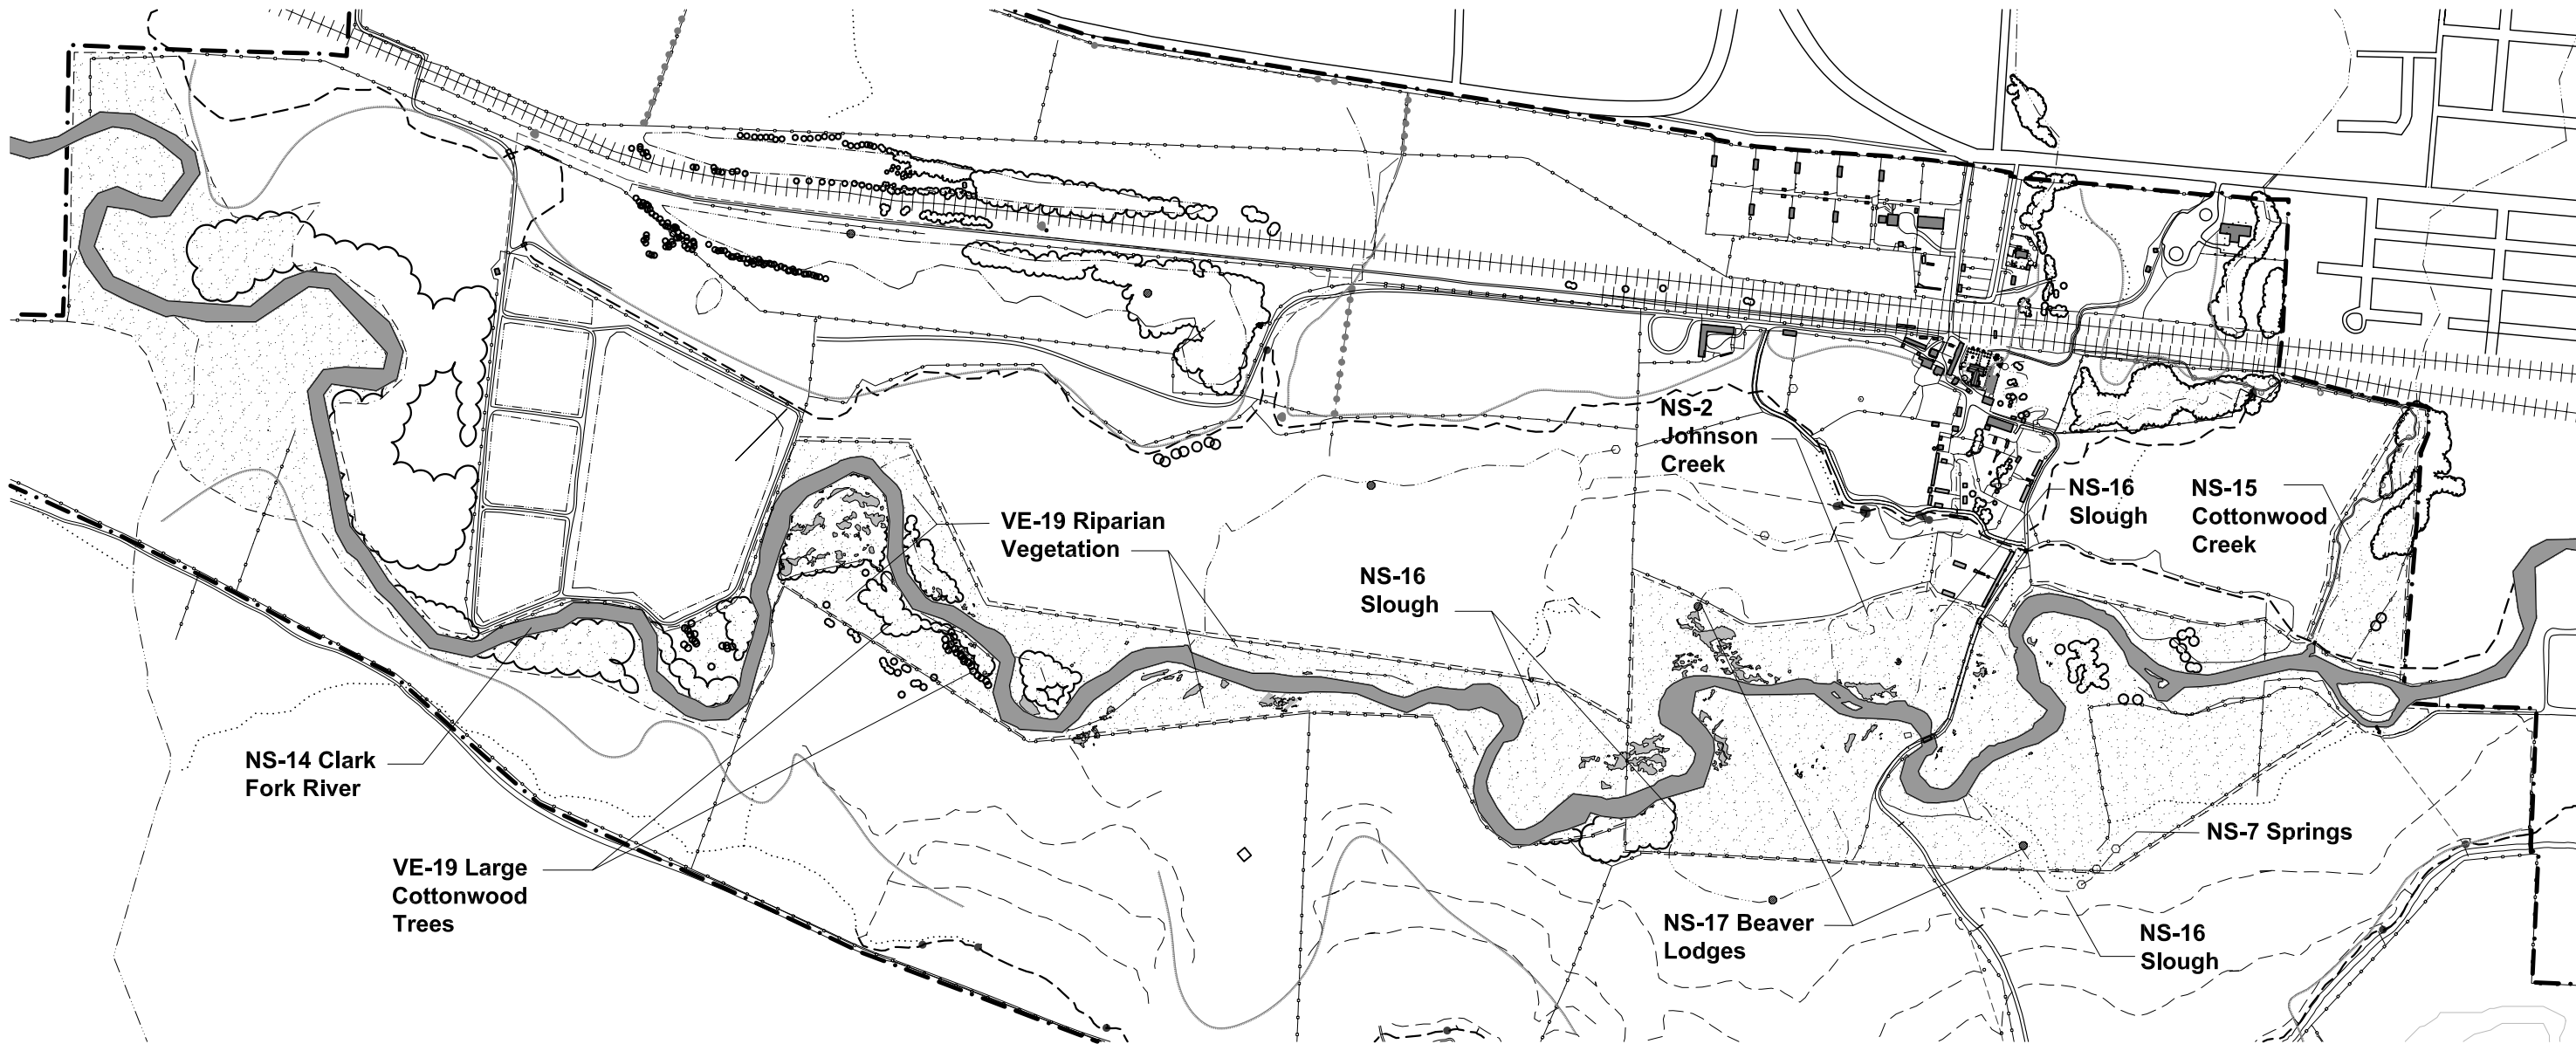 NS-2
Johnson
Creek
NS-16
Slough
NS-15
Cottonwood
Creek
VE-19 Riparian
Vegetation
NS-16
Slough
NS-14 Clark
Fork River
VE-19 Large
Cottonwood
Trees
NS-7 Springs
NS-17 Beaver
Lodges
NS-16
Slough